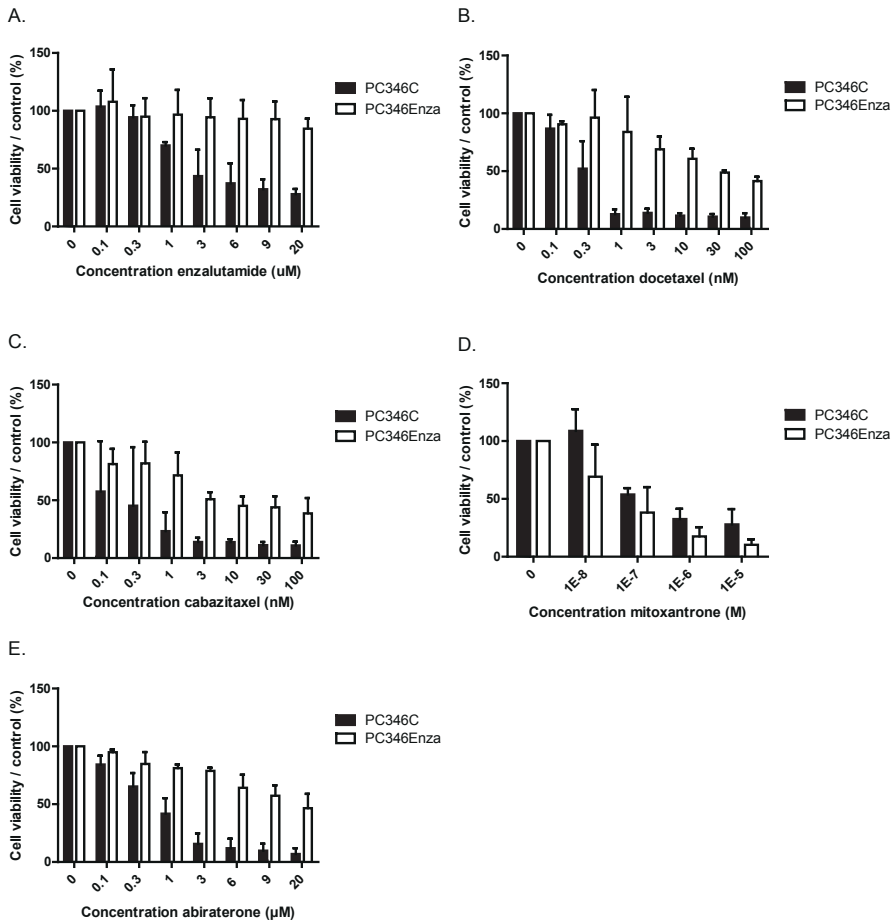 A.
150
100
50
0
Cell viability / control (%)
PC346C
PC346Enza
0 0.1 0.3 1 3 6 9 20
Concentration enzalutamide (uM)
B.
150
100
50
0
Cell viability / control (%)
PC346C
PC346Enza
0 0.1 0.3 1 3 10 30 100
Concentration docetaxel (nM)
C.
150
100
50
0
Cell viability / control (%)
PC346C
PC346Enza
0 0.1 0.3 1 3 10 30 100
Concentration cabazitaxel (nM)
D.
150
100
50
0
Cell viability / control (%)
PC346C
PC346Enza
0 1E-8 1E-7 1E-6 1E-5
Concentration mitoxantrone (M)
E.
150
100
50
0
Cell viability / control (%)
PC346C
PC346Enza
0 0.1 0.3 1 3 6 9 20
Concentration abiraterone (µM)